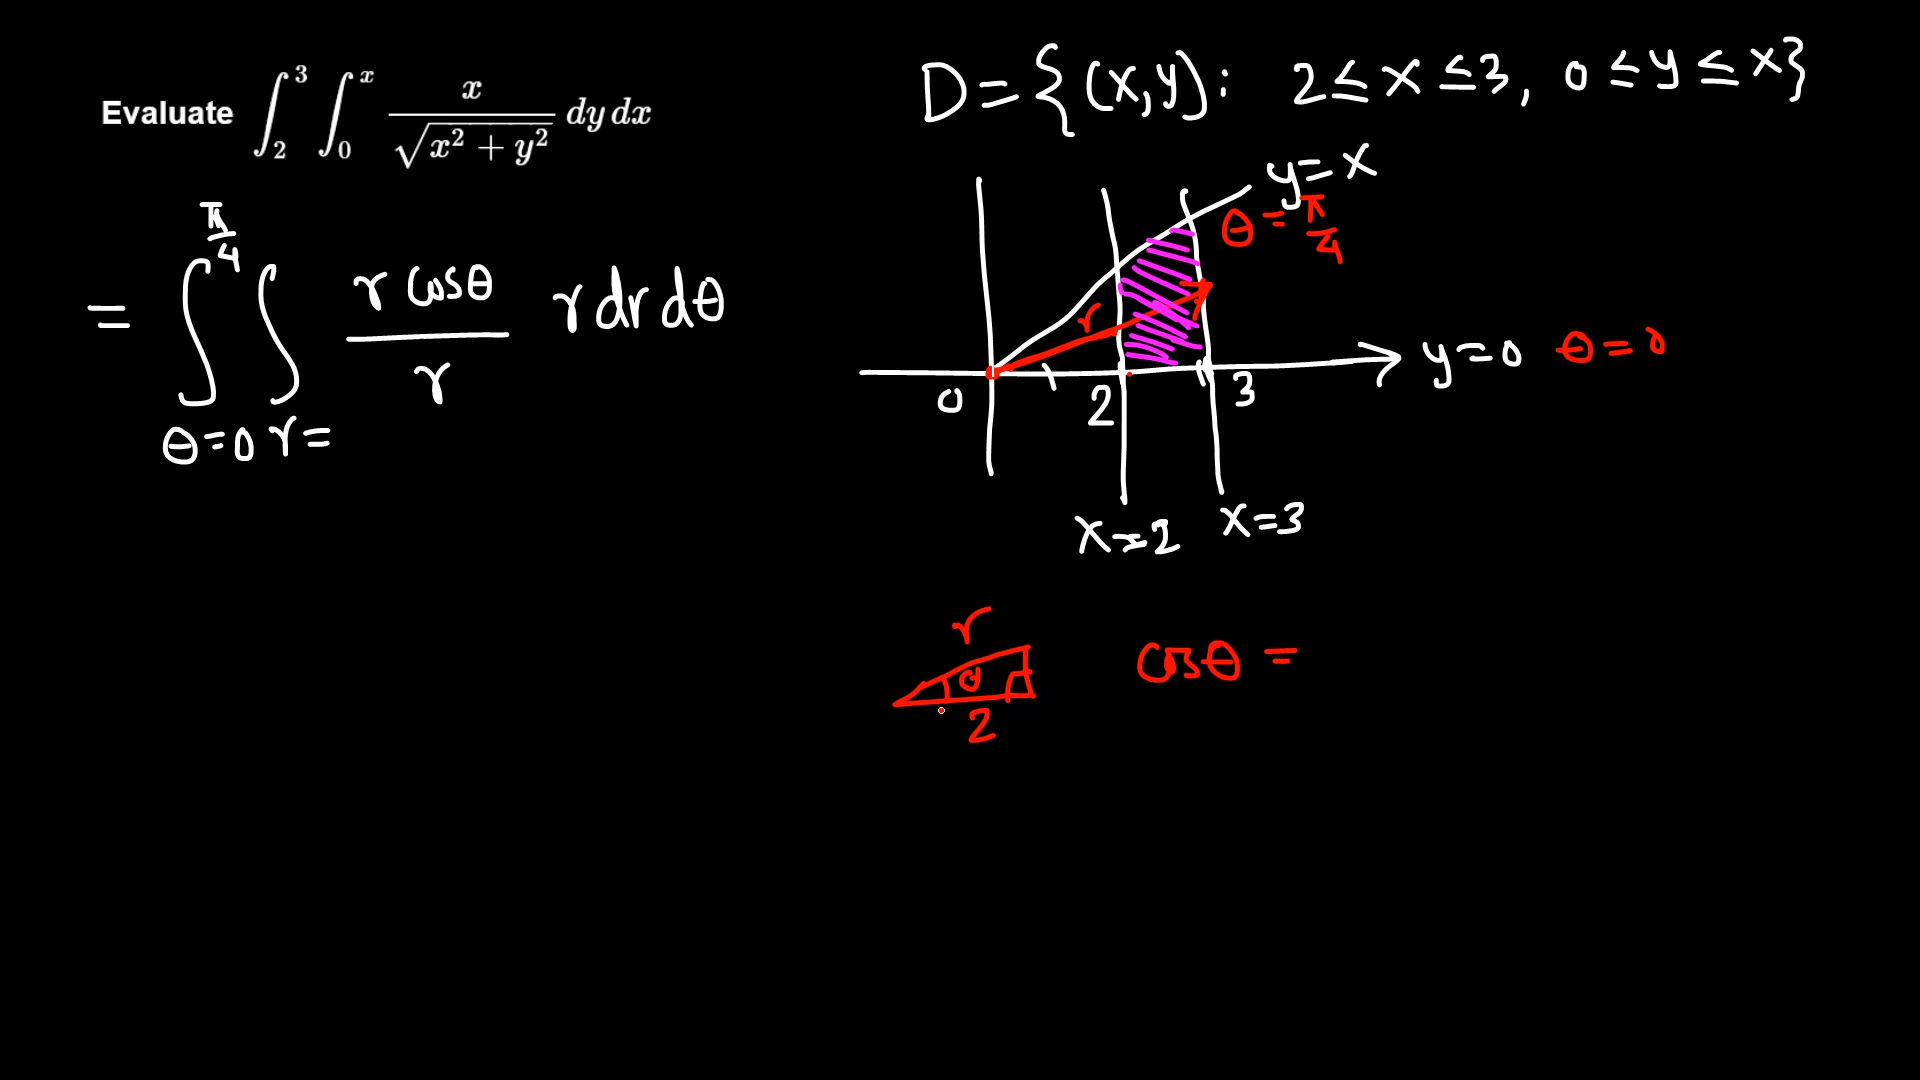 Evaluate ∫_2^3 ∫_0^x x/√(x² + y²) dy dx
D = {(x,y): 2 ≤ x ≤ 3, 0 ≤ y ≤ x}
= ∫_{θ=0}^{π/4} ∫_{r=} (r cosθ)/r r dr dθ
y = x
θ = π/4
r
y=0 θ=0
0 2 3
x=2 x=3
r
θ
2
cosθ =